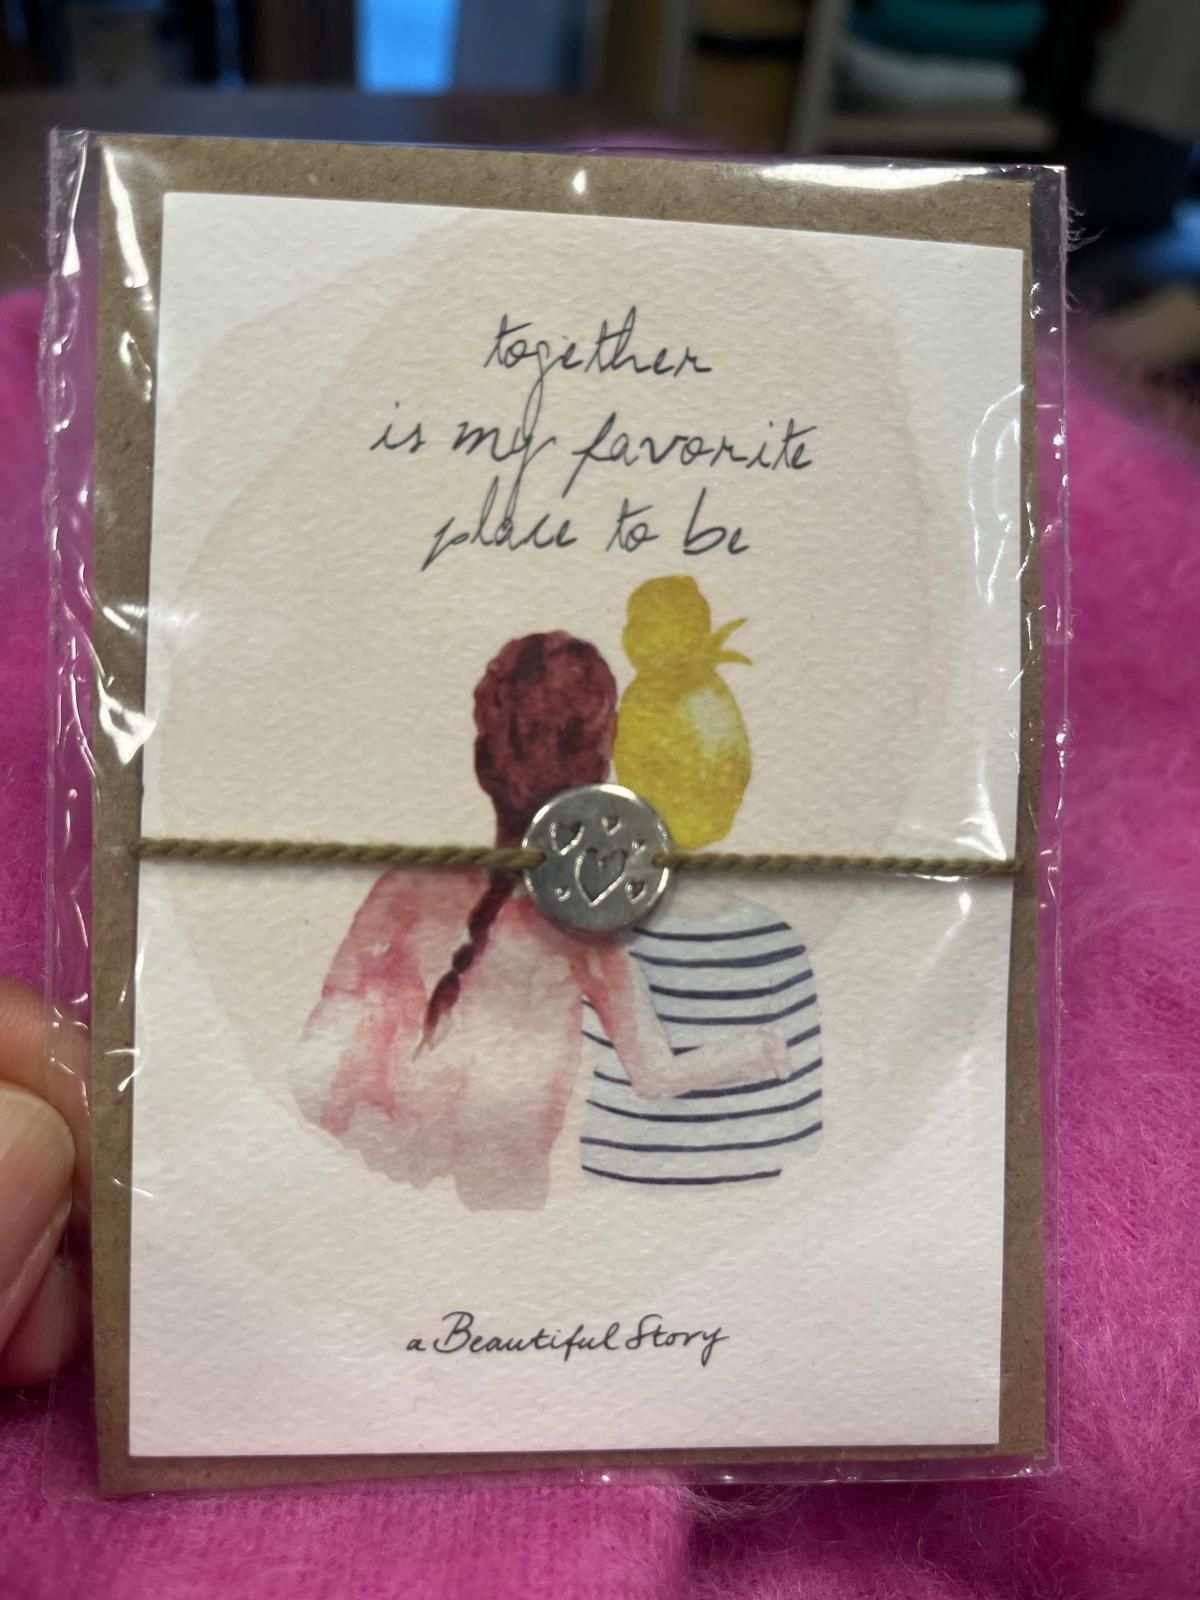 together
is my favorite
place to be
a Beautiful Story